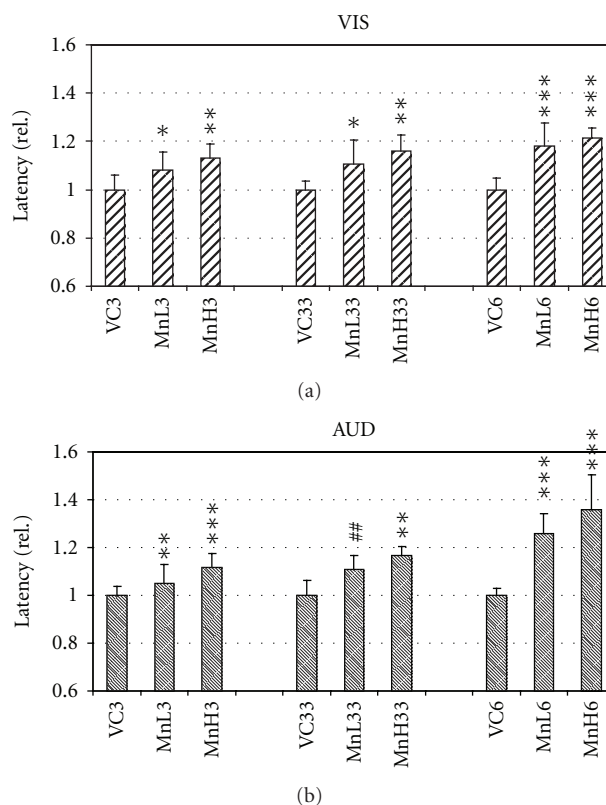 VIS
Latency (rel.)
1.6
1.4
1.2
1
0.8
0.6
* ** * ** *** ***
VC3 MnL3 MnH3 VC33 MnL33 MnH33 VC6 MnL6 MnH6
(a)
AUD
Latency (rel.)
1.6
1.4
1.2
1
0.8
0.6
** *** ## ** *** ***
VC3 MnL3 MnH3 VC33 MnL33 MnH33 VC6 MnL6 MnH6
(b)